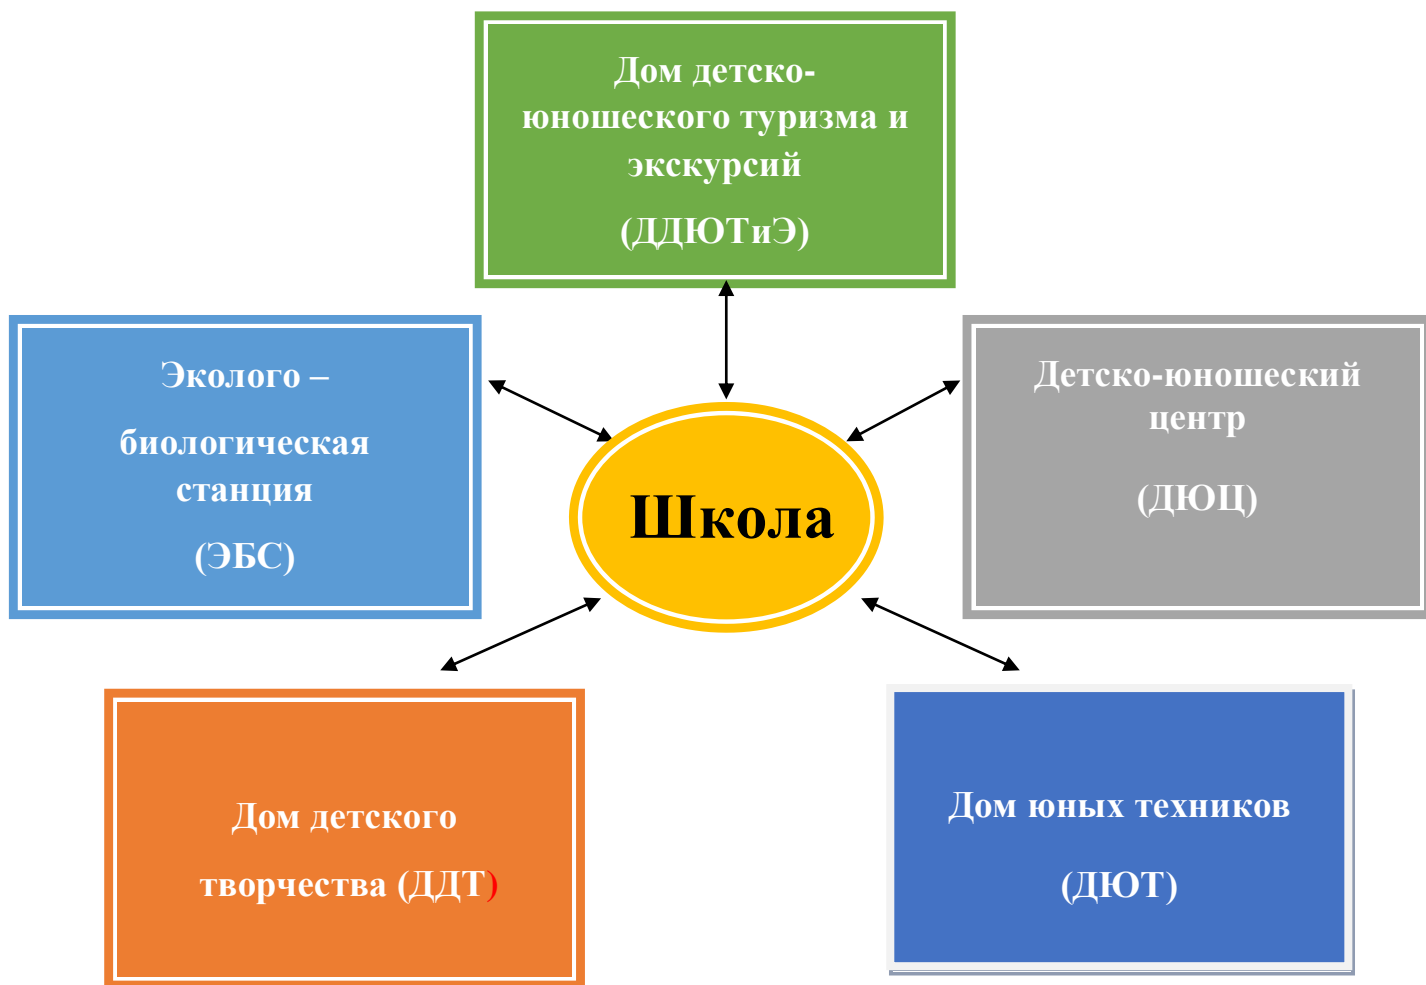 Дом детско-
юношеского туризма и
экскурсий
(ДДЮТиЭ)
Эколого –
биологическая
станция
(ЭБС)
Детско-юношеский
центр
(ДЮЦ)
Школа
Дом детского
творчества (ДДТ)
Дом юных техников
(ДЮТ)